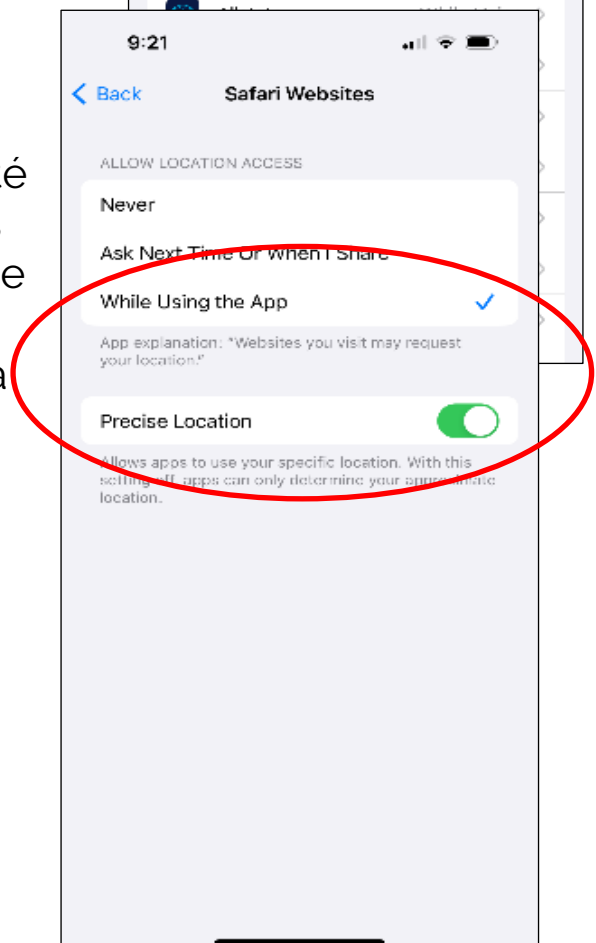 9:21
Back Safari Websites
ALLOW LOCATION ACCESS
Never
Ask Next Time Or When I Share
While Using the App
App explanation: "Websites you visit may request
your location."
Precise Location
Allows apps to use your specific location. With this
setting off, apps can only determine your approximate
location.
é
e
a